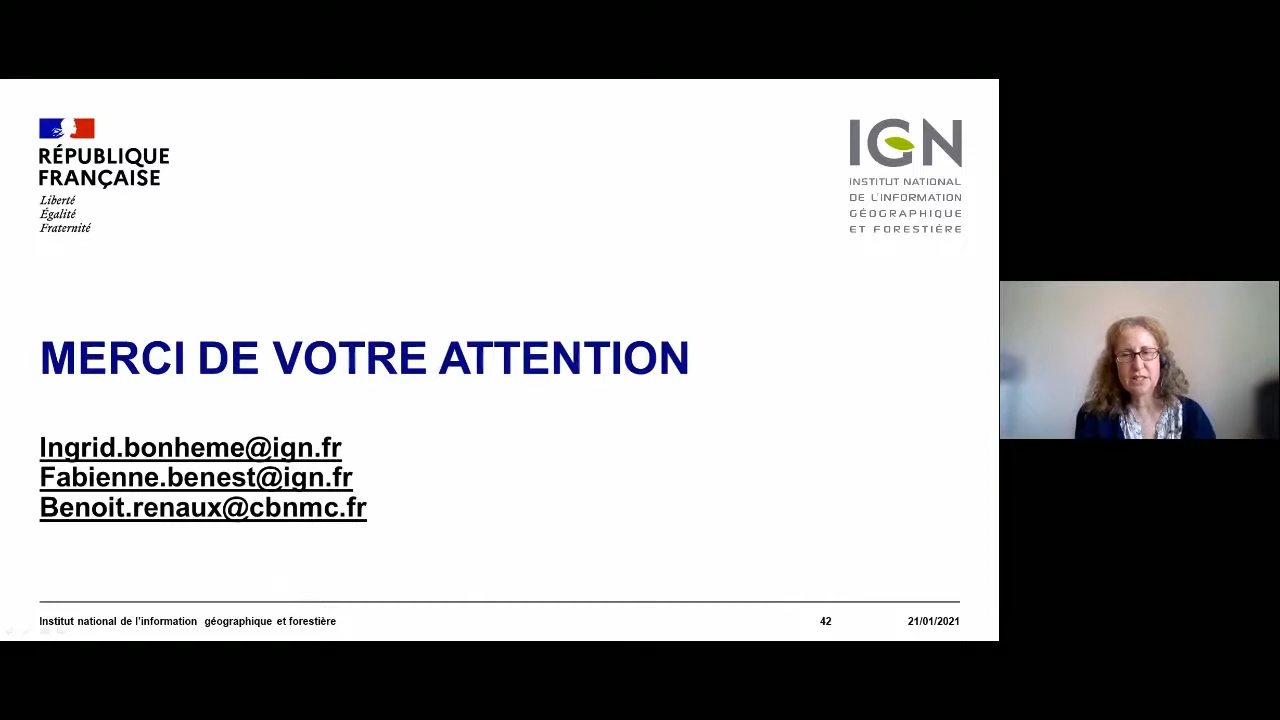 RÉPUBLIQUE
FRANÇAISE
Liberté
Égalité
Fraternité
IGN
INSTITUT NATIONAL
DE L'INFORMATION
GÉOGRAPHIQUE
ET FORESTIÈRE
MERCI DE VOTRE ATTENTION
Ingrid.bonheme@ign.fr
Fabienne.benest@ign.fr
Benoit.renaux@cbnmc.fr
Institut national de l'information géographique et forestière 42 21/01/2021